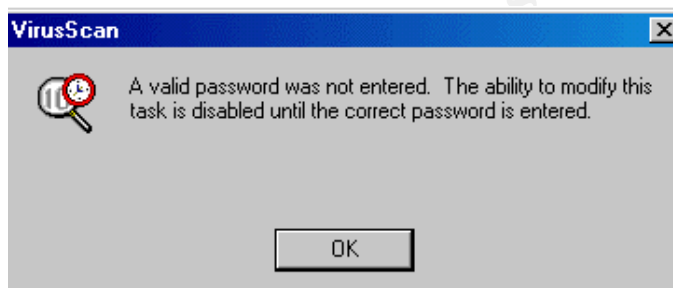 VirusScan
A valid password was not entered. The ability to modify this
task is disabled until the correct password is entered.
OK